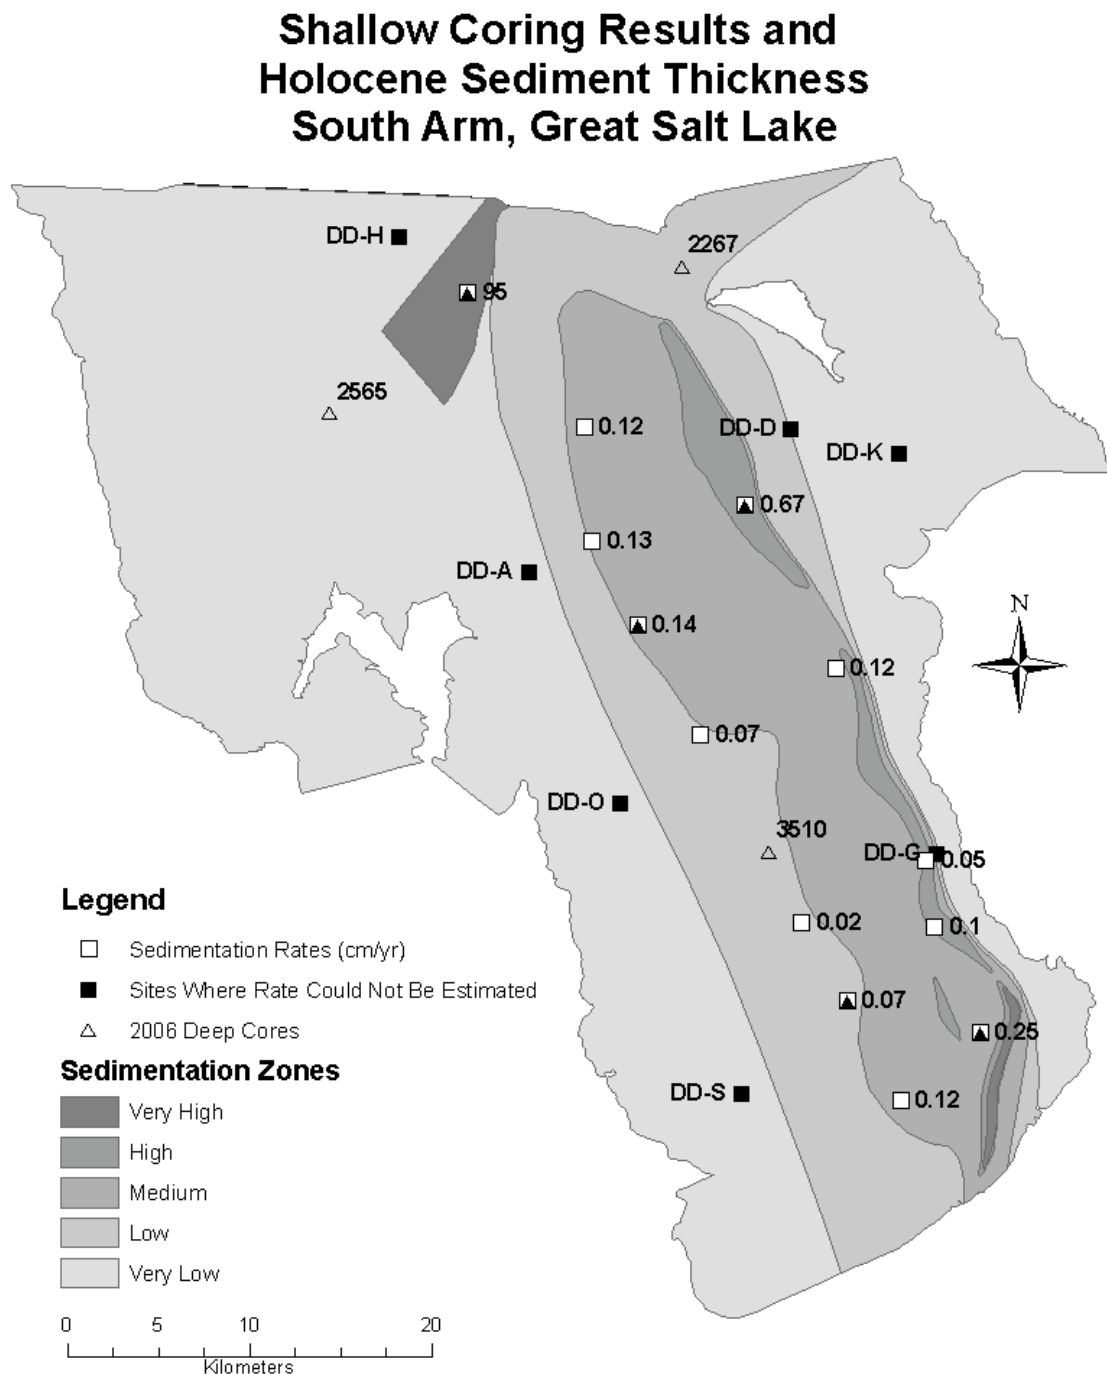 Shallow Coring Results and
Holocene Sediment Thickness
South Arm, Great Salt Lake
DD-H
2267
95
2565
0.12
DD-D
DD-K
0.67
0.13
DD-A
N
0.14
0.12
0.07
DD-O
3510
DD-G
0.05
0.02
0.1
0.07
0.25
DD-S
0.12
Legend
Sedimentation Rates (cm/yr)
Sites Where Rate Could Not Be Estimated
2006 Deep Cores
Sedimentation Zones
Very High
High
Medium
Low
Very Low
0 5 10 20
Kilometers